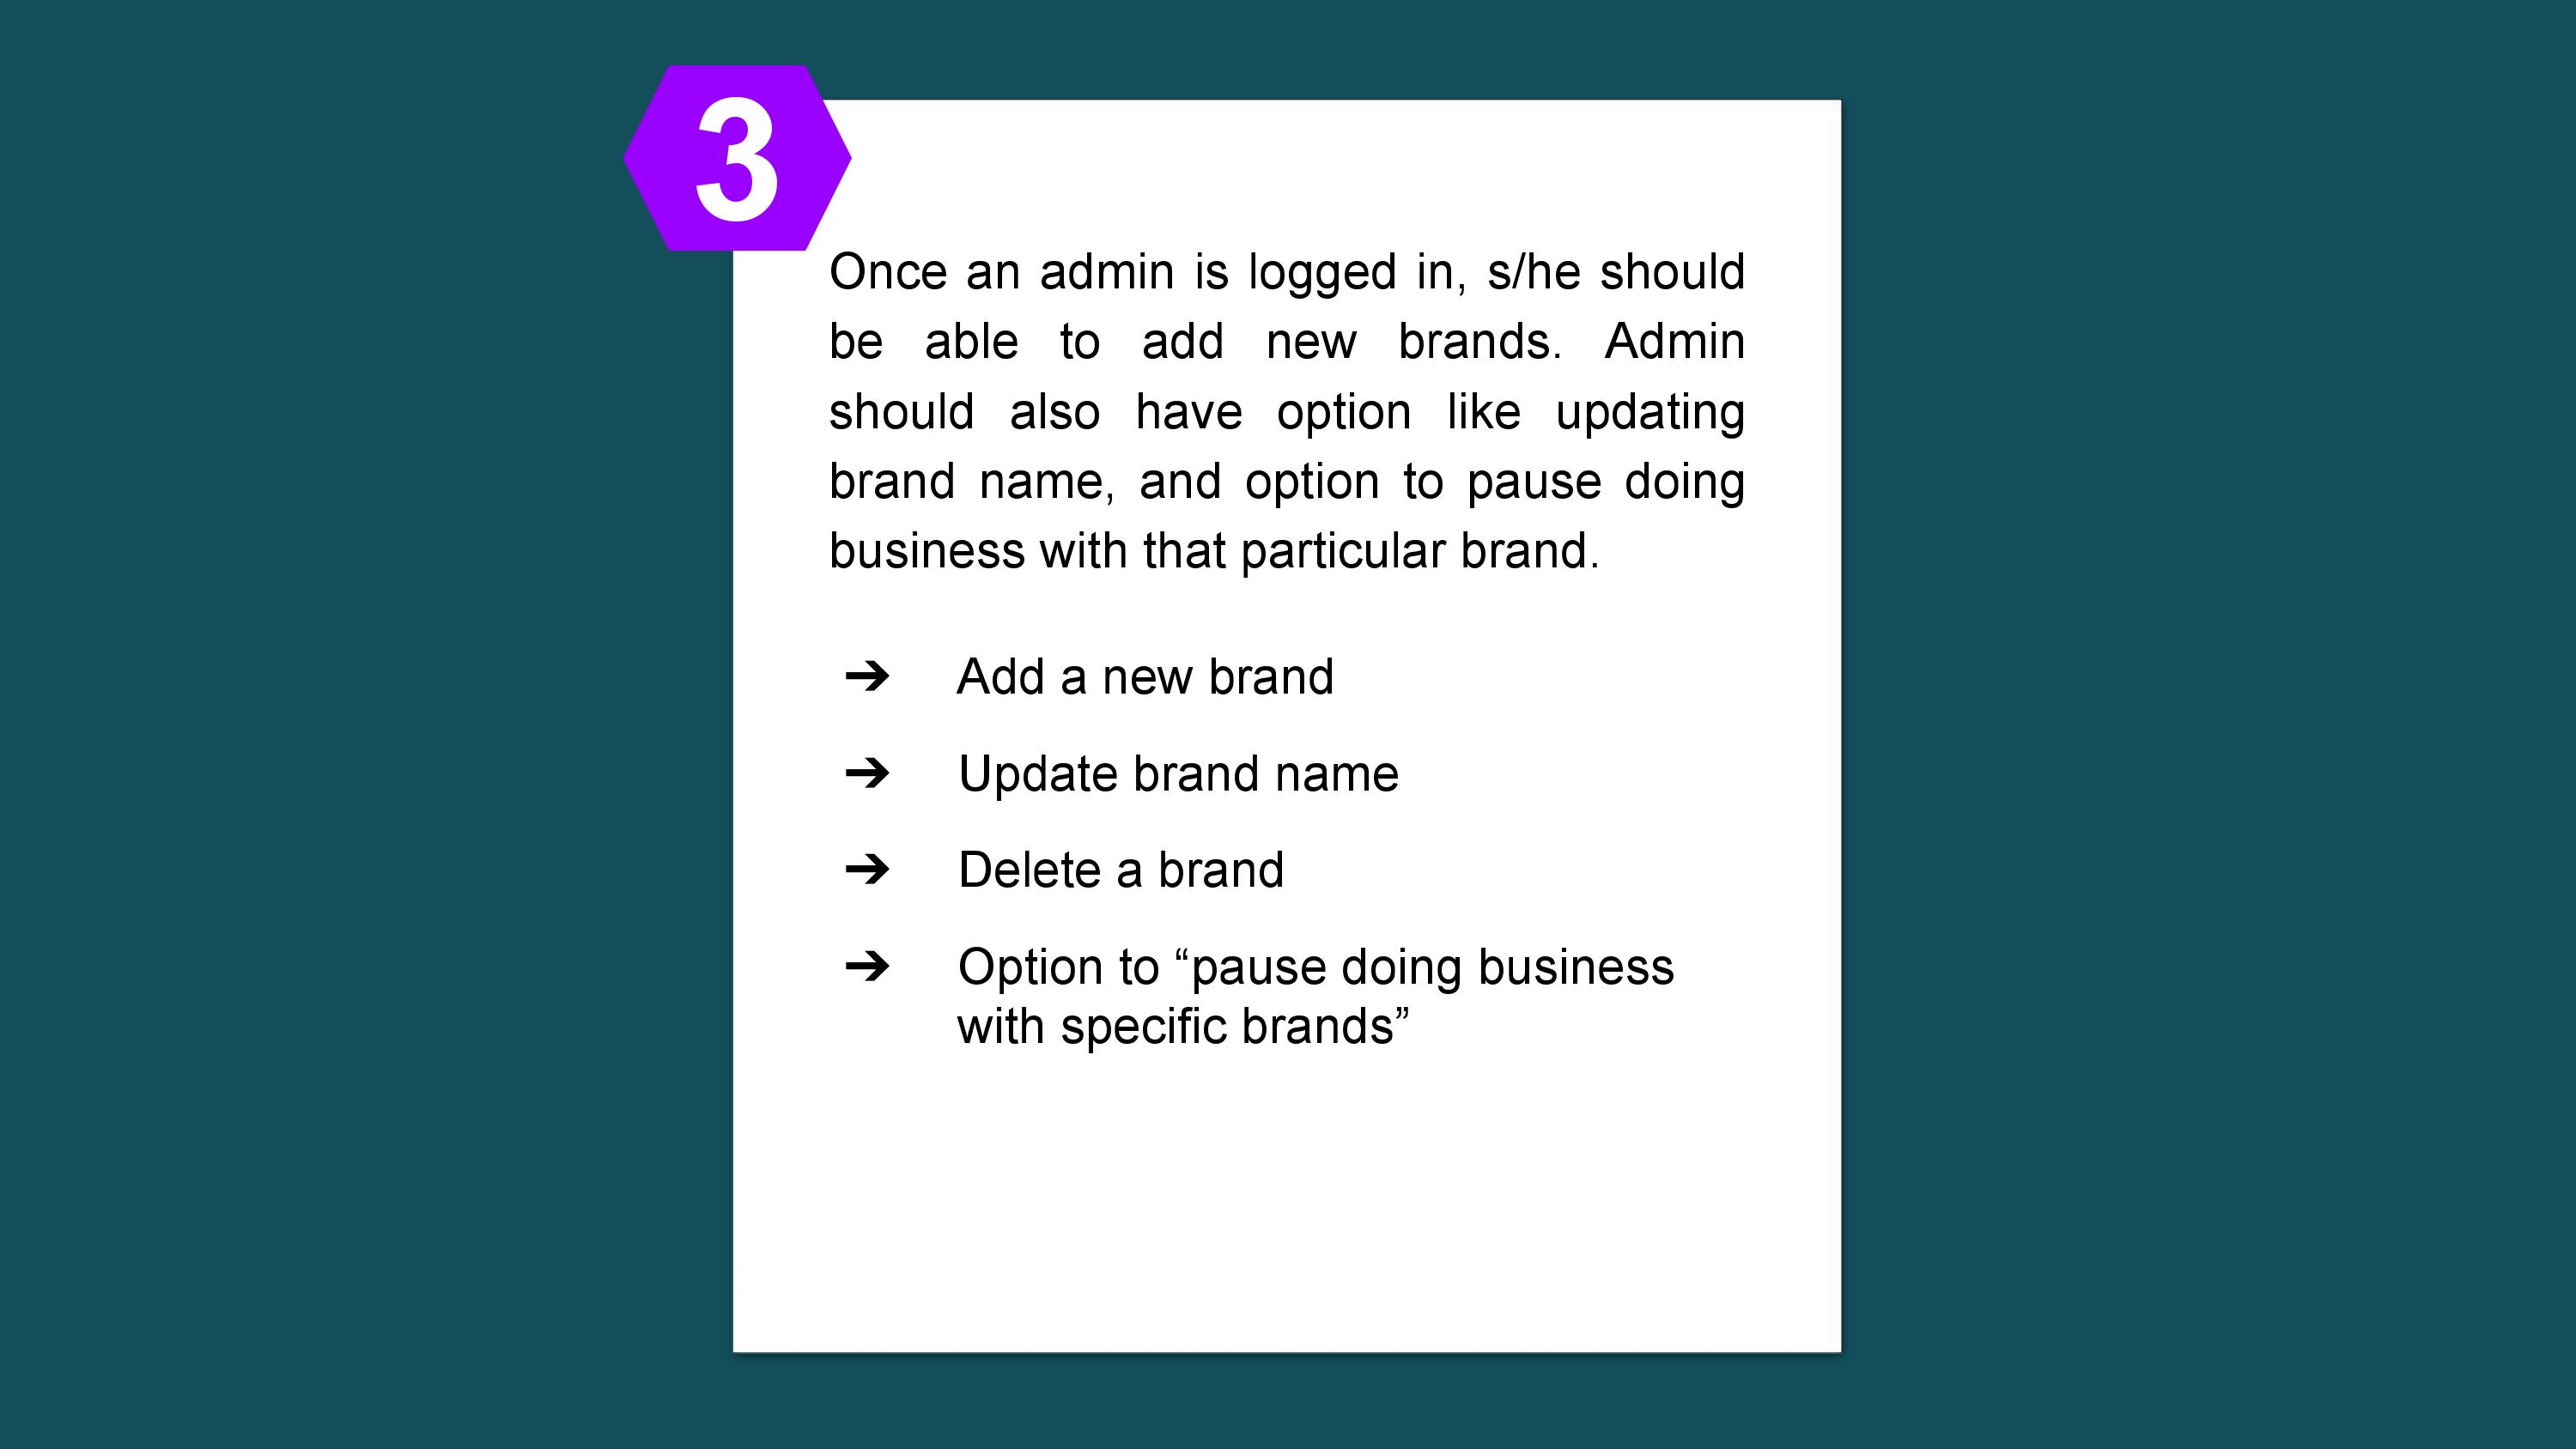 3
Once an admin is logged in, s/he should
be able to add new brands. Admin
should also have option like updating
brand name, and option to pause doing
business with that particular brand.
➔ Add a new brand
➔ Update brand name
➔ Delete a brand
➔ Option to “pause doing business
with specific brands”